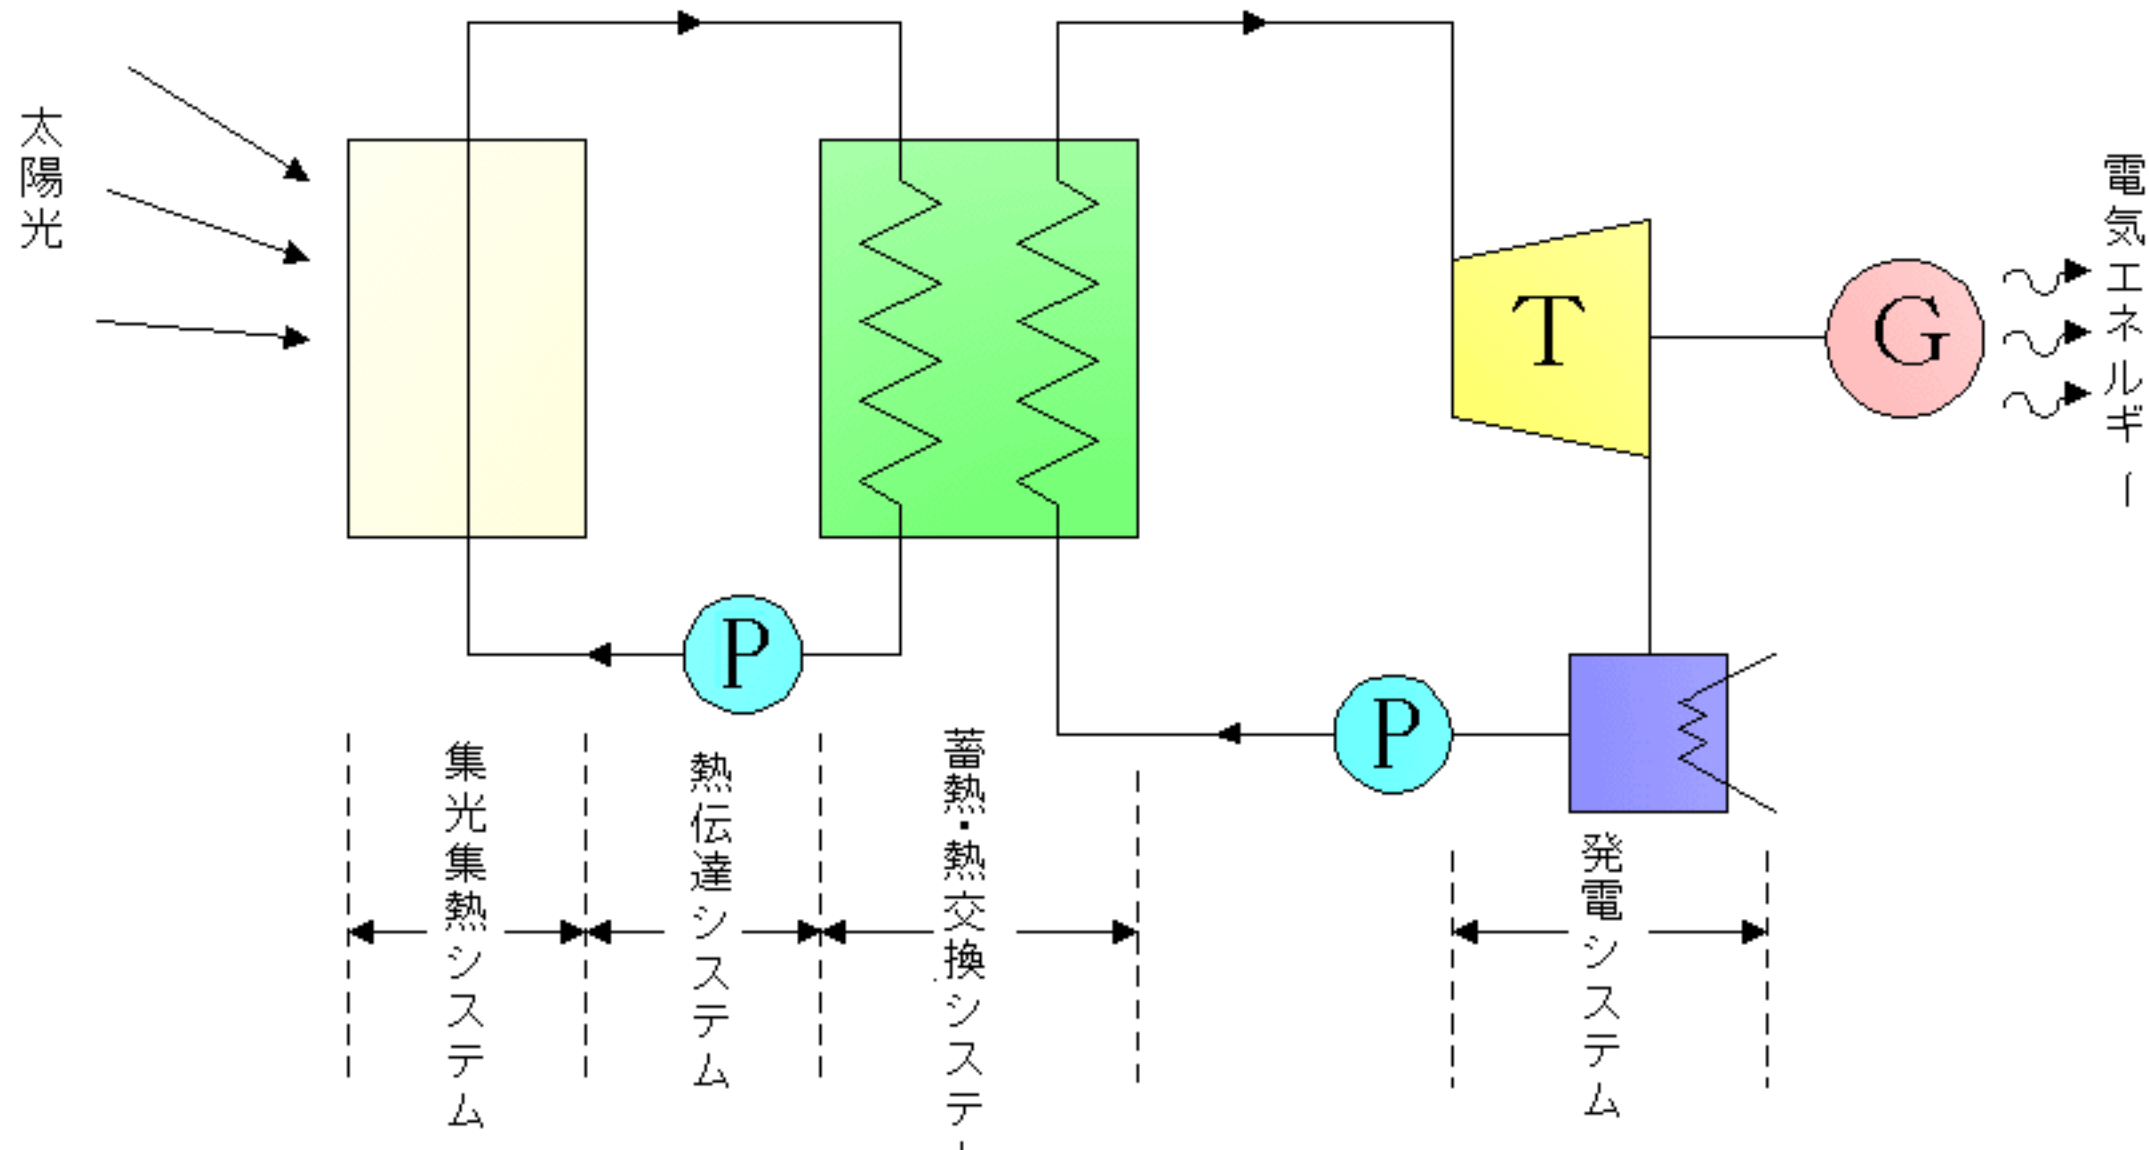 太陽光
T
G
電気エネルギー
P
P
集光集熱システム
熱伝達システム
蓄熱・熱交換システ
発電システム